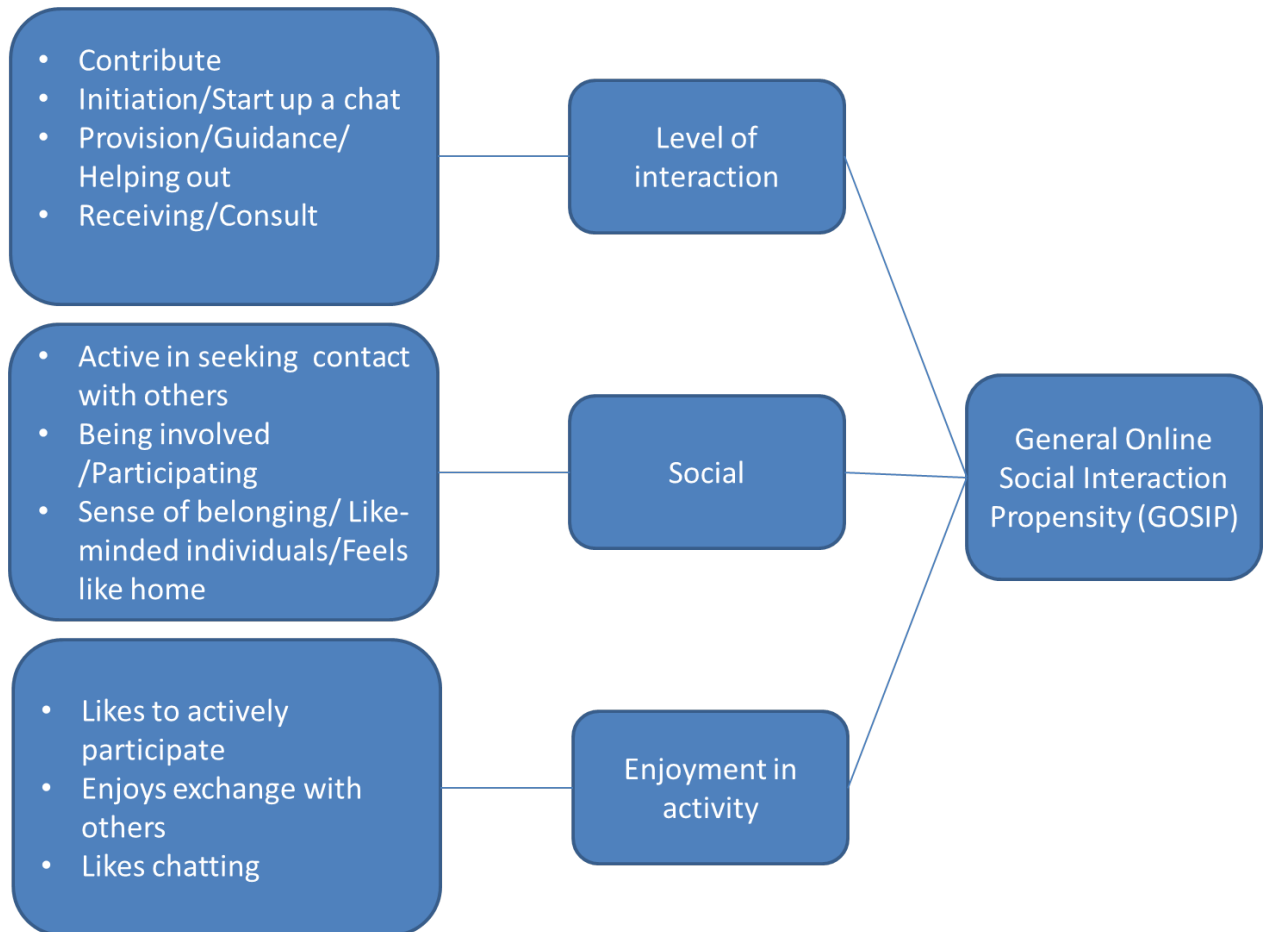 • Contribute
• Initiation/Start up a chat
• Provision/Guidance/
Helping out
• Receiving/Consult
Level of
interaction
• Active in seeking  contact
with others
• Being involved
/Participating
• Sense of belonging/ Like-
minded individuals/Feels
like home
Social
General Online
Social Interaction
Propensity (GOSIP)
• Likes to actively
participate
• Enjoys exchange with
others
• Likes chatting
Enjoyment in
activity